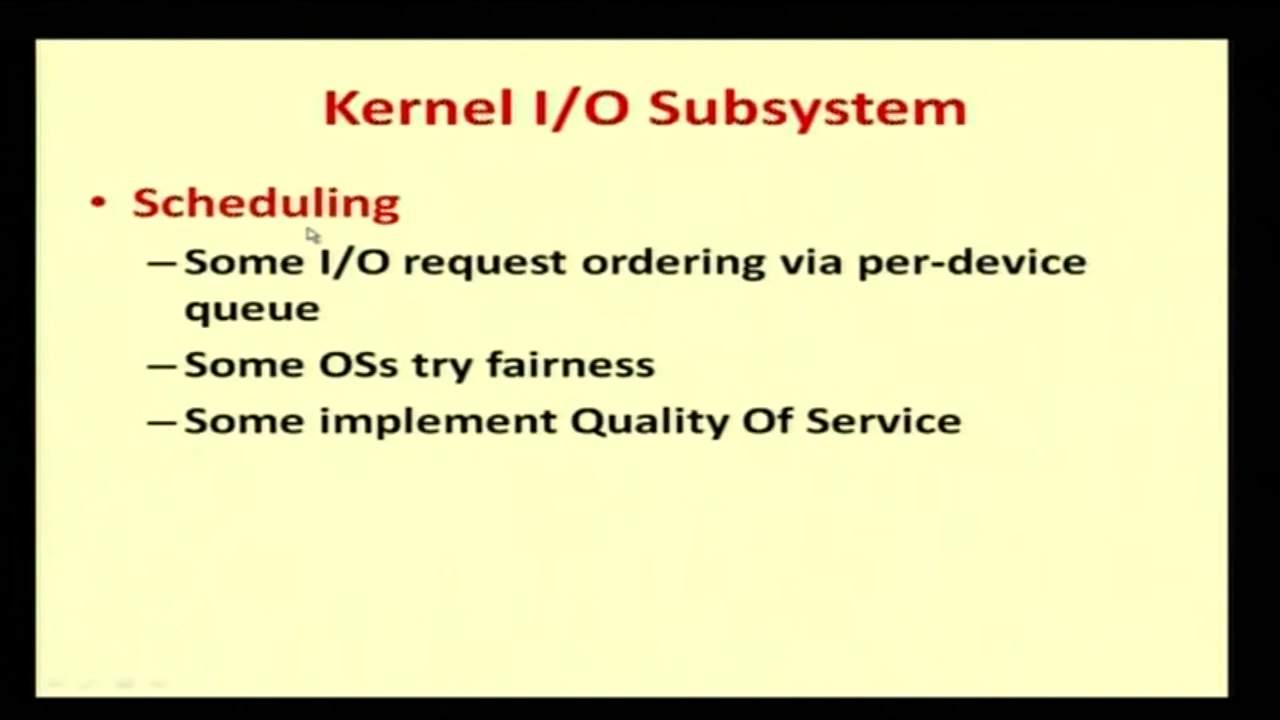 Kernel I/O Subsystem
• Scheduling
– Some I/O request ordering via per-device
queue
– Some OSs try fairness
– Some implement Quality Of Service